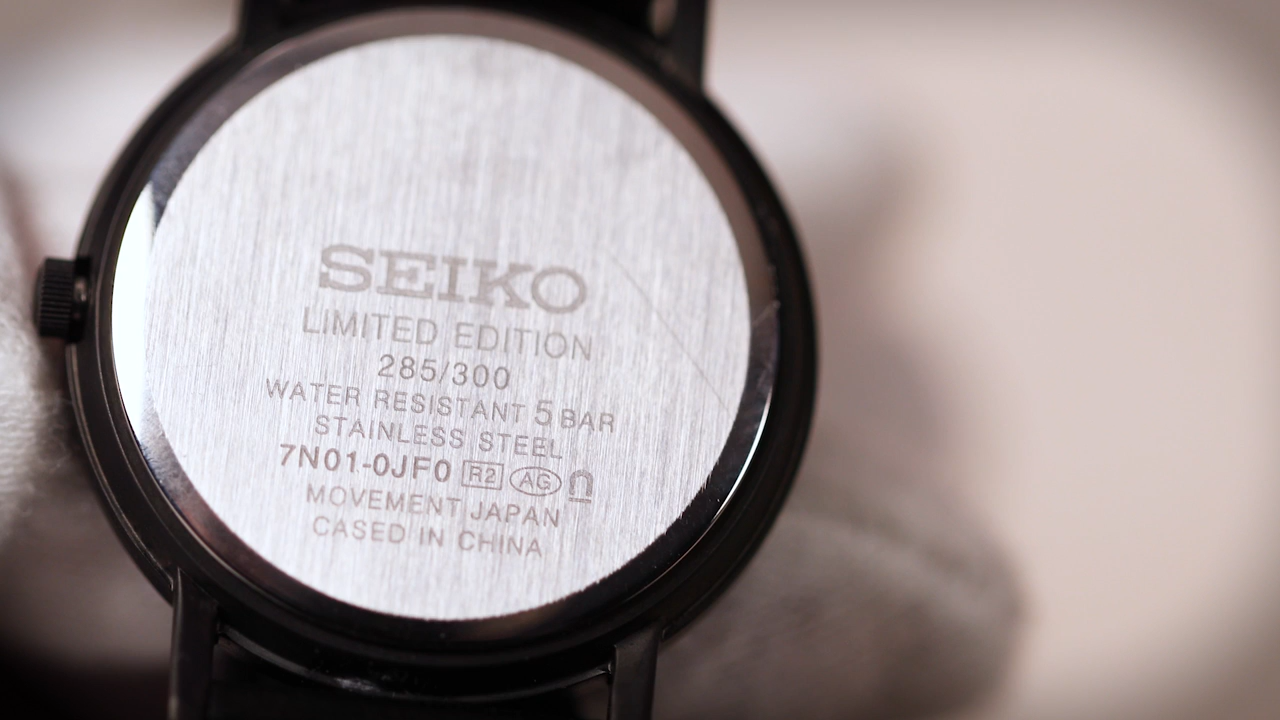 SEIKO
LIMITED EDITION
285/300
WATER RESISTANT 5 BAR
STAINLESS STEEL
7N01-0JF0 R2 AG
MOVEMENT JAPAN
CASED IN CHINA